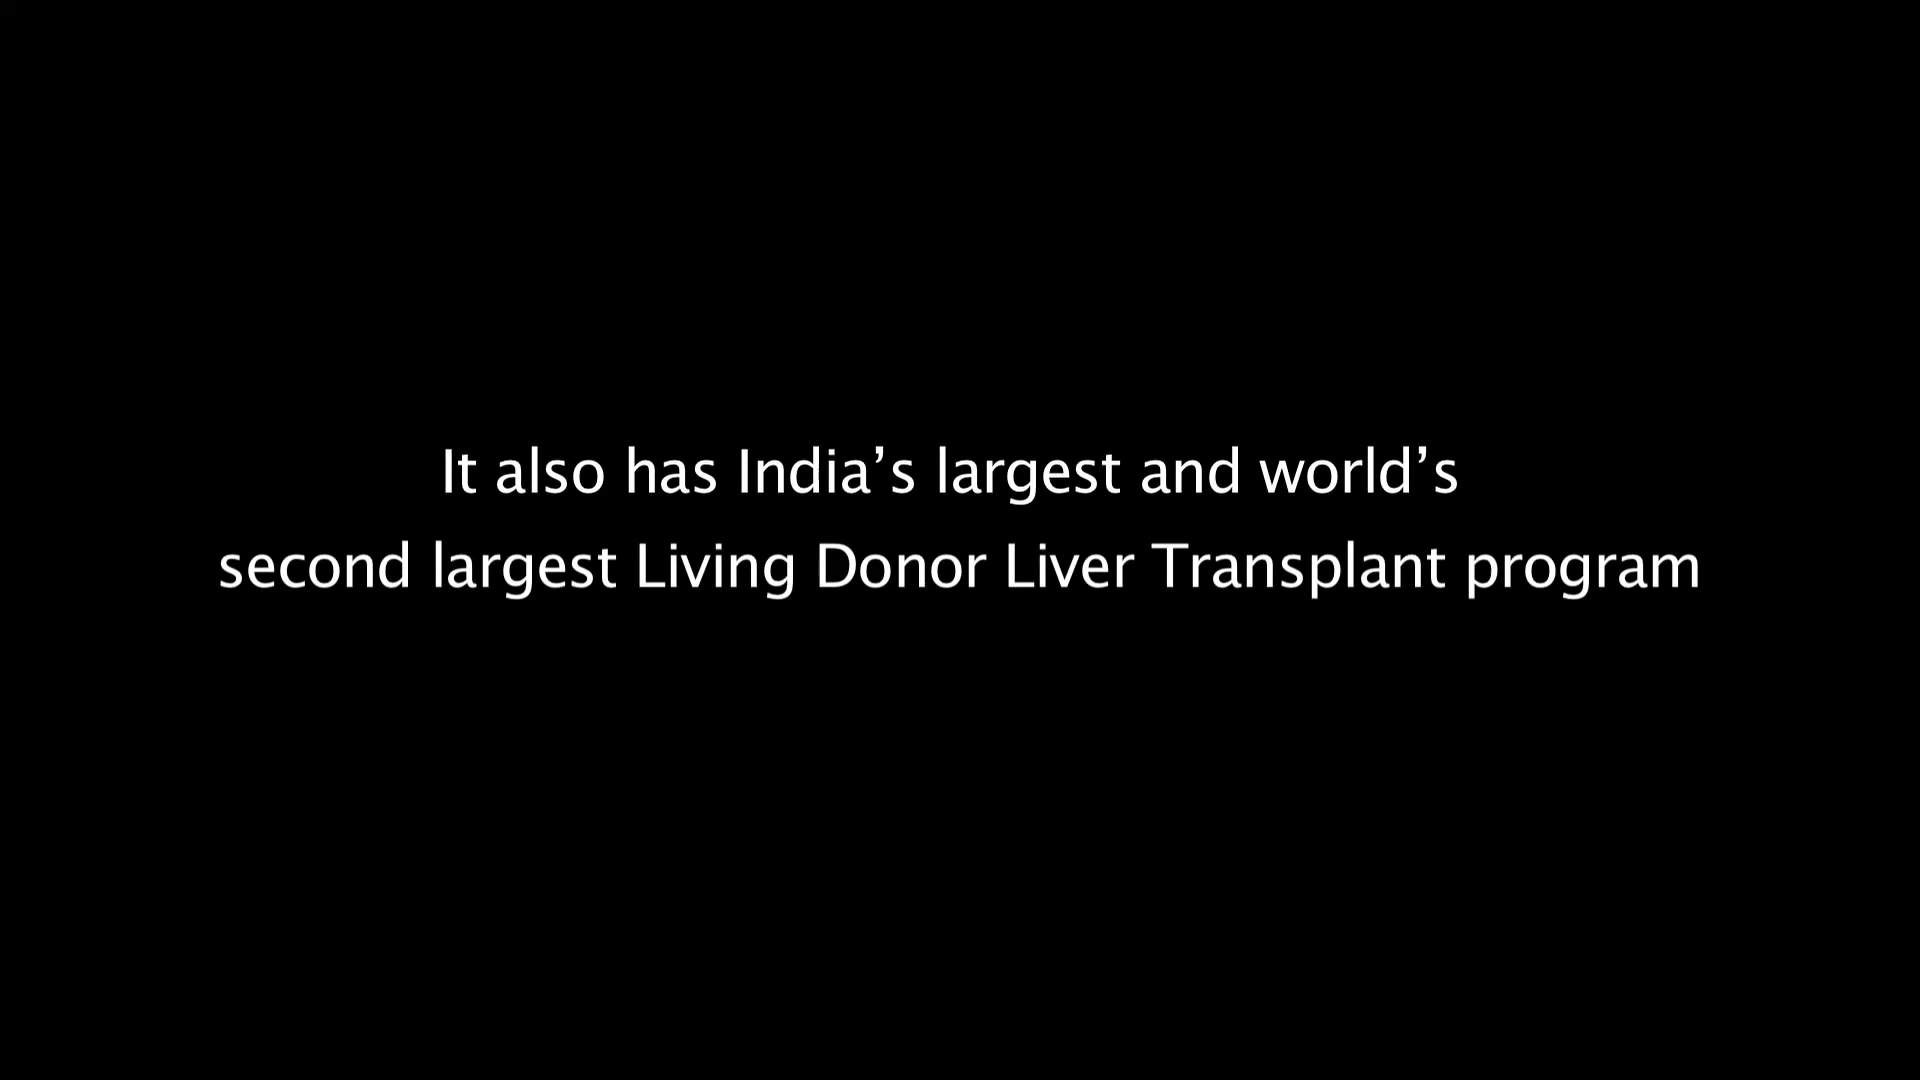 It also has India’s largest and world’s
second largest Living Donor Liver Transplant program